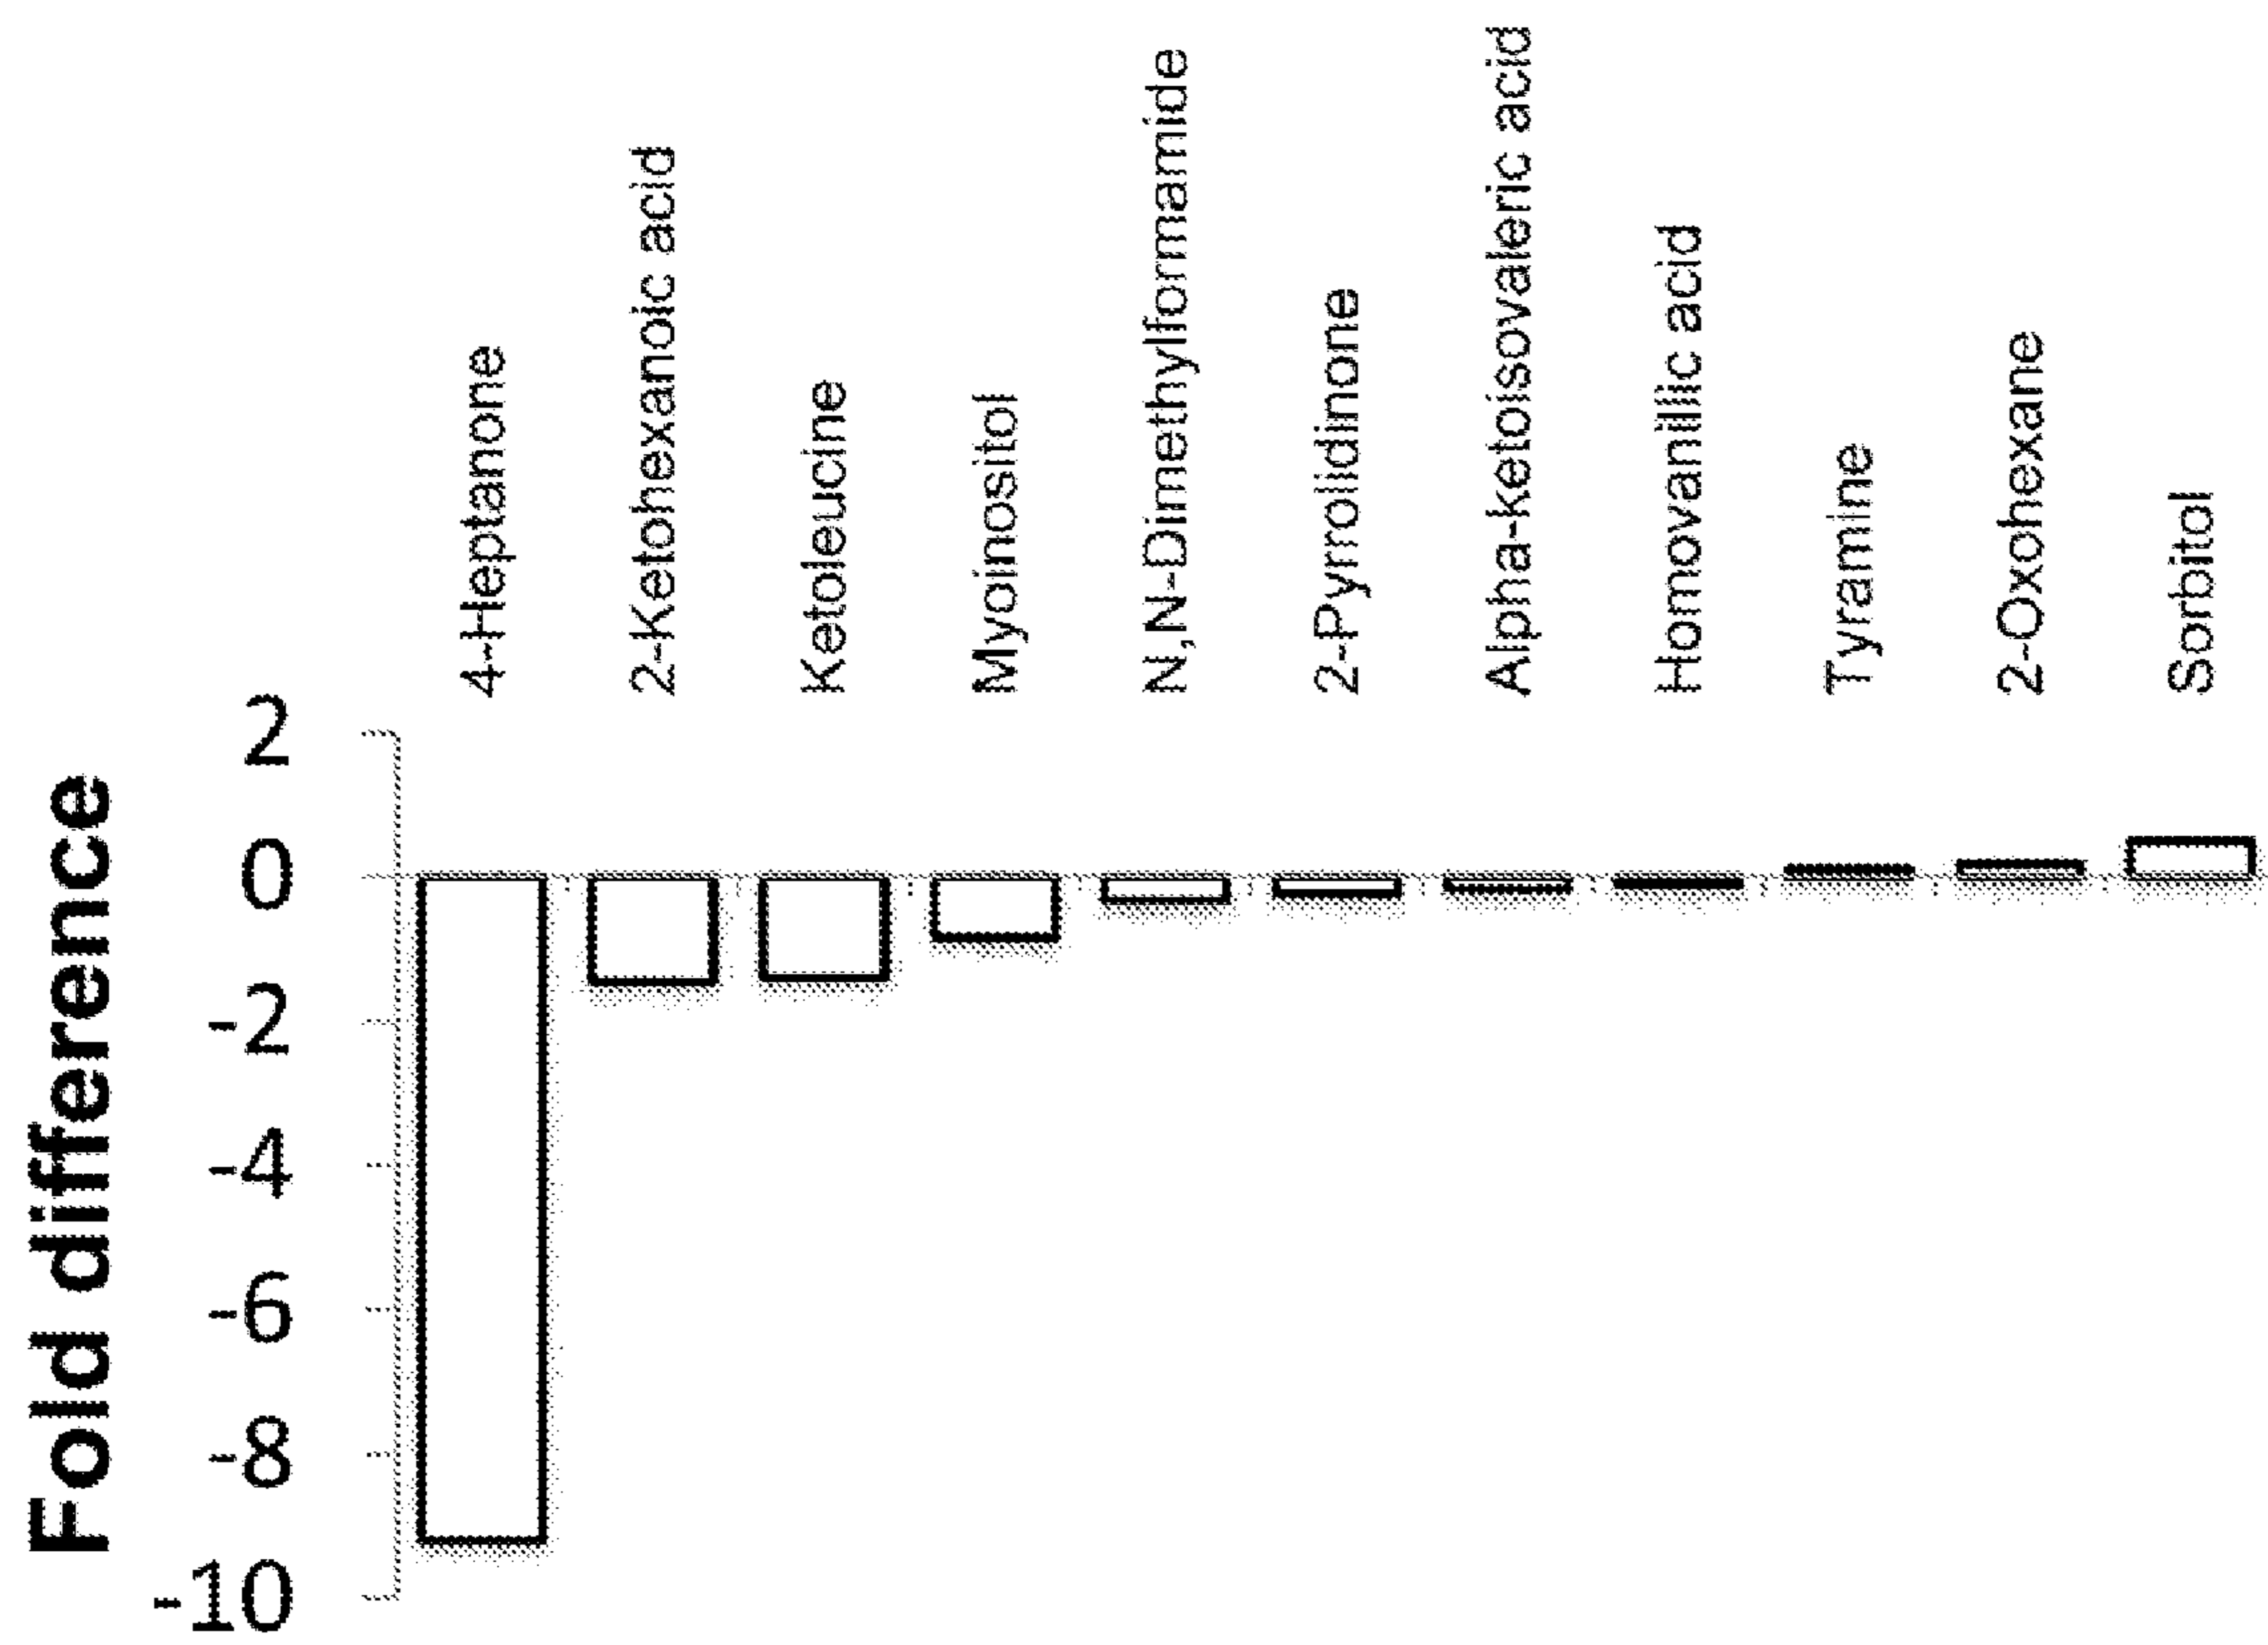 4-Heptanone
2-Ketohexanoic acid
Ketoleucine
Myoinositol
N,N-Dimethylformamide
2-Pyrrolidinone
Alpha-ketoisovaleric acid
Homovanillic acid
Tyramine
2-Oxohexane
Sorbitol
Fold difference
2
0
-2
-4
-6
-8
-10